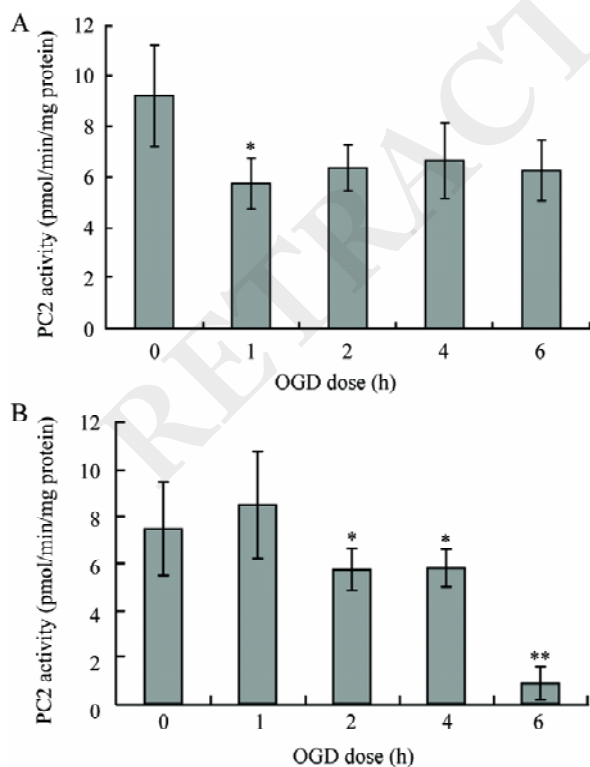 A
12
10
8
6
4
2
0
PC2 activity (pmol/min/mg protein)
*
0 1 2 4 6
OGD dose (h)
B
12
10
8
6
4
2
0
PC2 activity (pmol/min/mg protein)
* *
**
0 1 2 4 6
OGD dose (h)
RETRACT